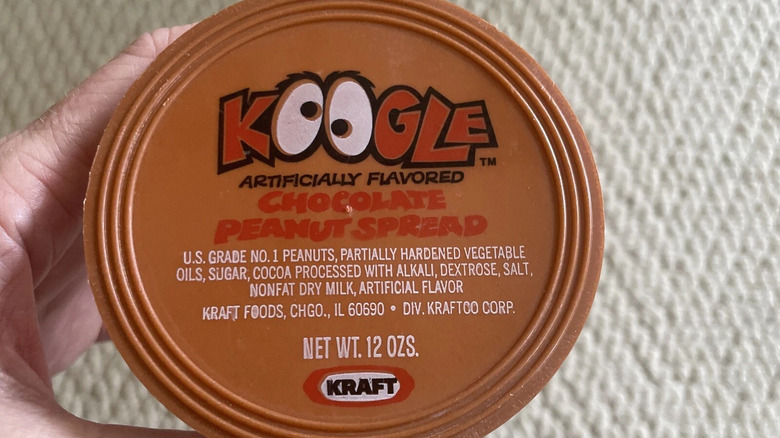 KOOGLE™
ARTIFICIALLY FLAVORED
CHOCOLATE
PEANUT SPREAD
U.S. GRADE NO. 1 PEANUTS, PARTIALLY HARDENED VEGETABLE
OILS, SUGAR, COCOA PROCESSED WITH ALKALI, DEXTROSE, SALT,
NONFAT DRY MILK, ARTIFICIAL FLAVOR
KRAFT FOODS, CHGO., IL 60690 • DIV. KRAFTCO CORP.
NET WT. 12 OZS.
KRAFT